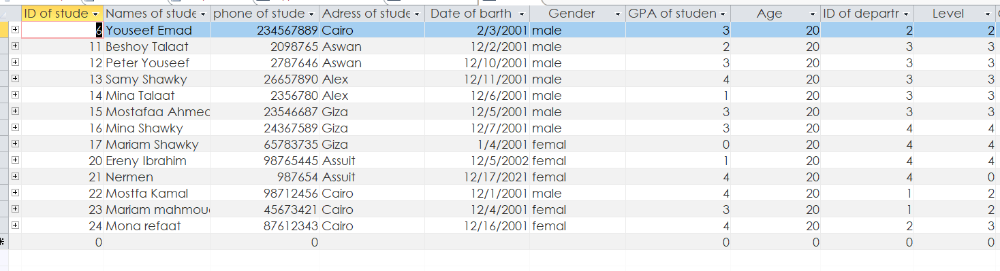 ID of stude Names of stude phone of stude Adress of stude Date of barth Gender GPA of studen Age ID of departr Level
6 Youseef Emad 234567889 Cairo 2/3/2001 male 3 20 2 2
11 Beshoy Talaat 2098765 Aswan 12/2/2001 male 2 20 3 3
12 Peter Youseef 2787646 Aswan 12/10/2001 male 3 20 3 3
13 Samy Shawky 26657890 Alex 12/11/2001 male 4 20 3 3
14 Mina Talaat 2356780 Alex 12/6/2001 male 1 20 3 3
15 Mostafaa Ahmed 23546687 Giza 12/5/2001 male 3 20 3 3
16 Mina Shawky 24367589 Giza 12/7/2001 male 3 20 4 4
17 Mariam Shawky 65783735 Giza 1/4/2001 femal 0 20 4 4
20 Ereny Ibrahim 98765445 Assuit 12/5/2002 femal 1 20 4 4
21 Nermen 987654 Assuit 12/17/2021 femal 4 20 4 0
22 Mostfa Kamal 98712456 Cairo 12/1/2001 male 4 20 1 2
23 Mariam mahmou 45673421 Cairo 12/4/2001 femal 3 20 1 2
24 Mona refaat 87612343 Cairo 12/16/2001 femal 4 20 2 3
* 0 0 0 0 0 0